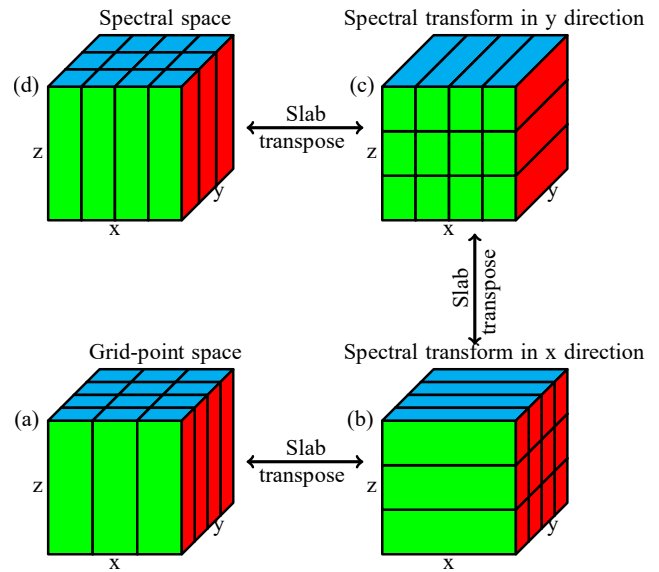 Spectral space
Spectral transform in y direction
(d)
(c)
Slab
transpose
z
z
y
y
x
x
Slab
transpose
Grid-point space
Spectral transform in x direction
(a)
(b)
Slab
transpose
z
z
y
y
x
x